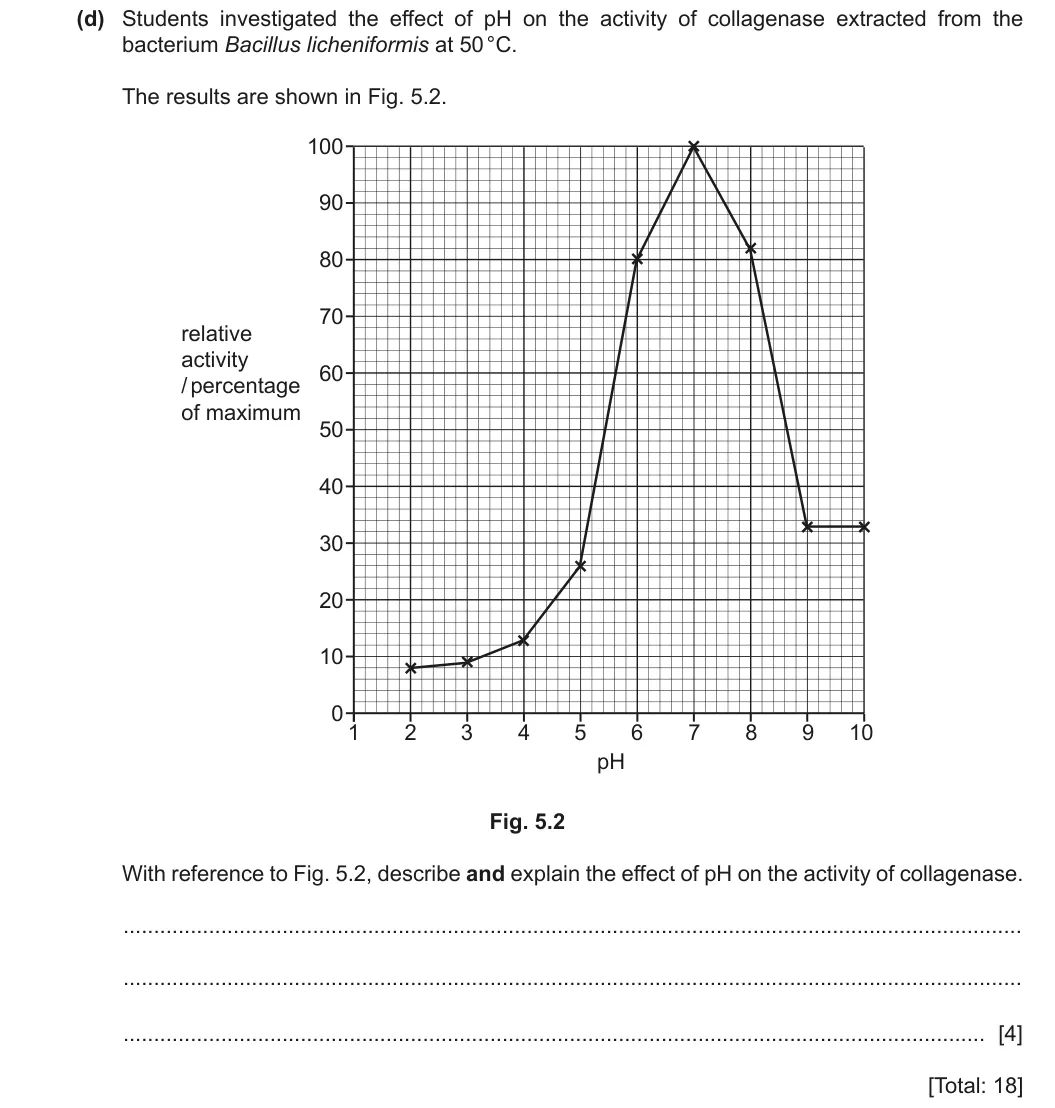 (d) Students investigated the effect of pH on the activity of collagenase extracted from the
bacterium Bacillus licheniformis at 50 °C.
The results are shown in Fig. 5.2.
100
90
80
70
60
50
40
30
20
10
0
relative
activity
/ percentage
of maximum
1 2 3 4 5 6 7 8 9 10
pH
Fig. 5.2
With reference to Fig. 5.2, describe and explain the effect of pH on the activity of collagenase.
[4]
[Total: 18]